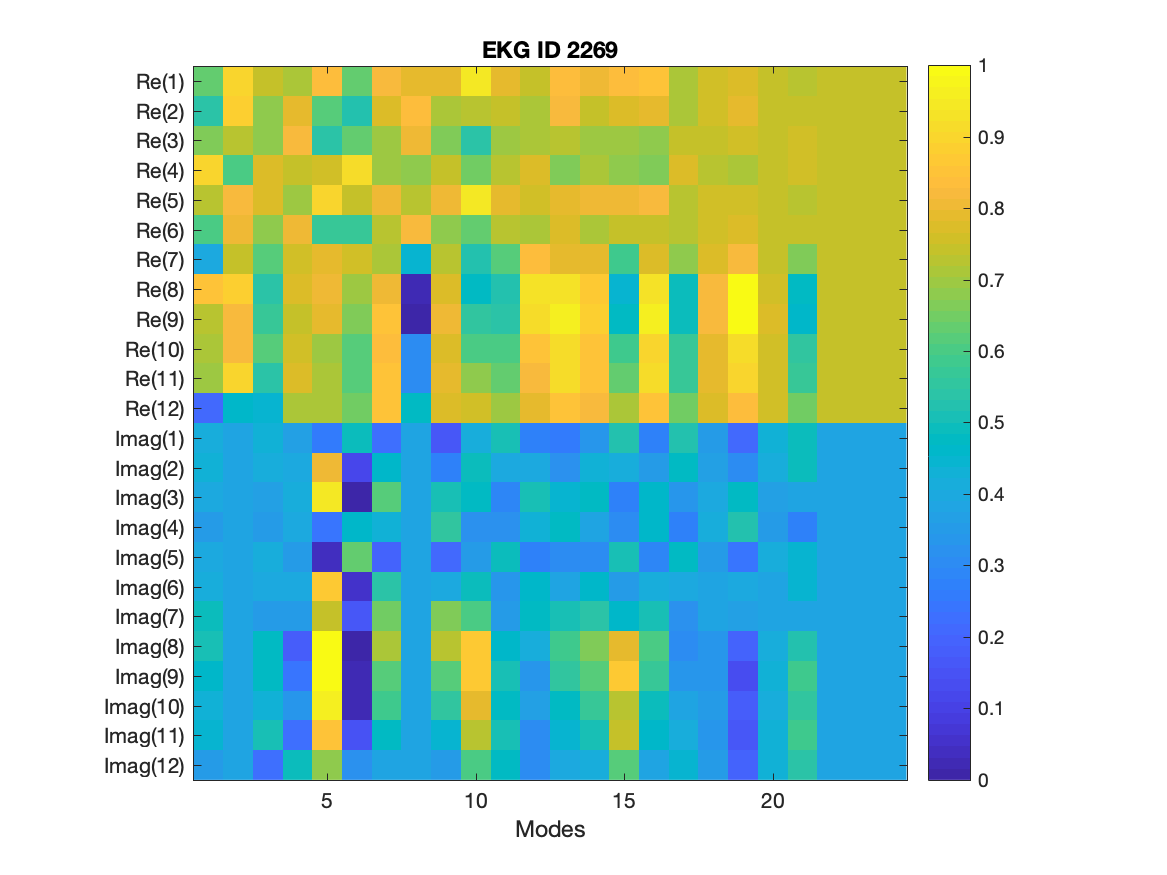 EKG ID 2269
Re(1)
Re(2)
Re(3)
Re(4)
Re(5)
Re(6)
Re(7)
Re(8)
Re(9)
Re(10)
Re(11)
Re(12)
Imag(1)
Imag(2)
Imag(3)
Imag(4)
Imag(5)
Imag(6)
Imag(7)
Imag(8)
Imag(9)
Imag(10)
Imag(11)
Imag(12)
5 10 15 20
Modes
1
0.9
0.8
0.7
0.6
0.5
0.4
0.3
0.2
0.1
0